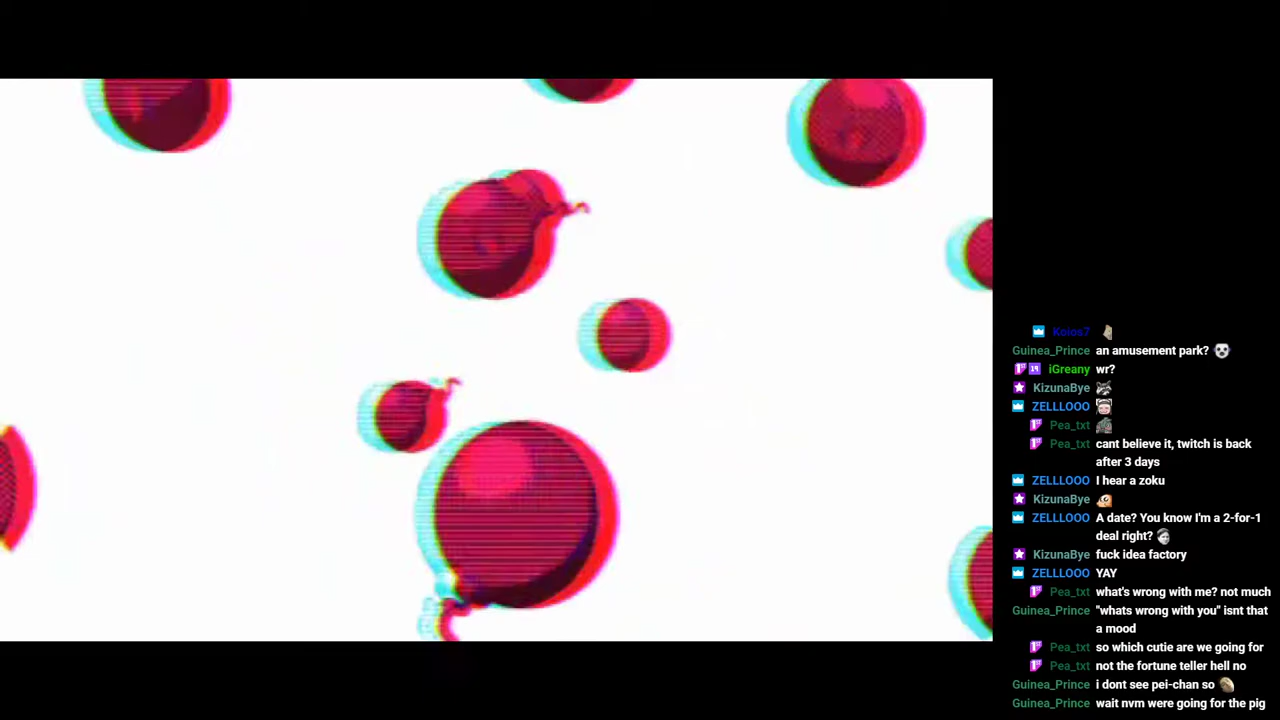 Kolos7
Guinea_Prince an amusement park?
iGreany wr?
KizunaBye
ZELLLOOO
Pea_txt
Pea_txt cant believe it, twitch is back
after 3 days
ZELLLOOO I hear a zoku
KizunaBye
ZELLLOOO A date? You know I'm a 2-for-1
deal right?
KizunaBye fuck idea factory
ZELLLOOO YAY
Pea_txt what's wrong with me? not much
Guinea_Prince "whats wrong with you" isnt that
a mood
Pea_txt so which cutie are we going for
Pea_txt not the fortune teller hell no
Guinea_Prince i dont see pei-chan so
Guinea_Prince wait nvm were going for the pig